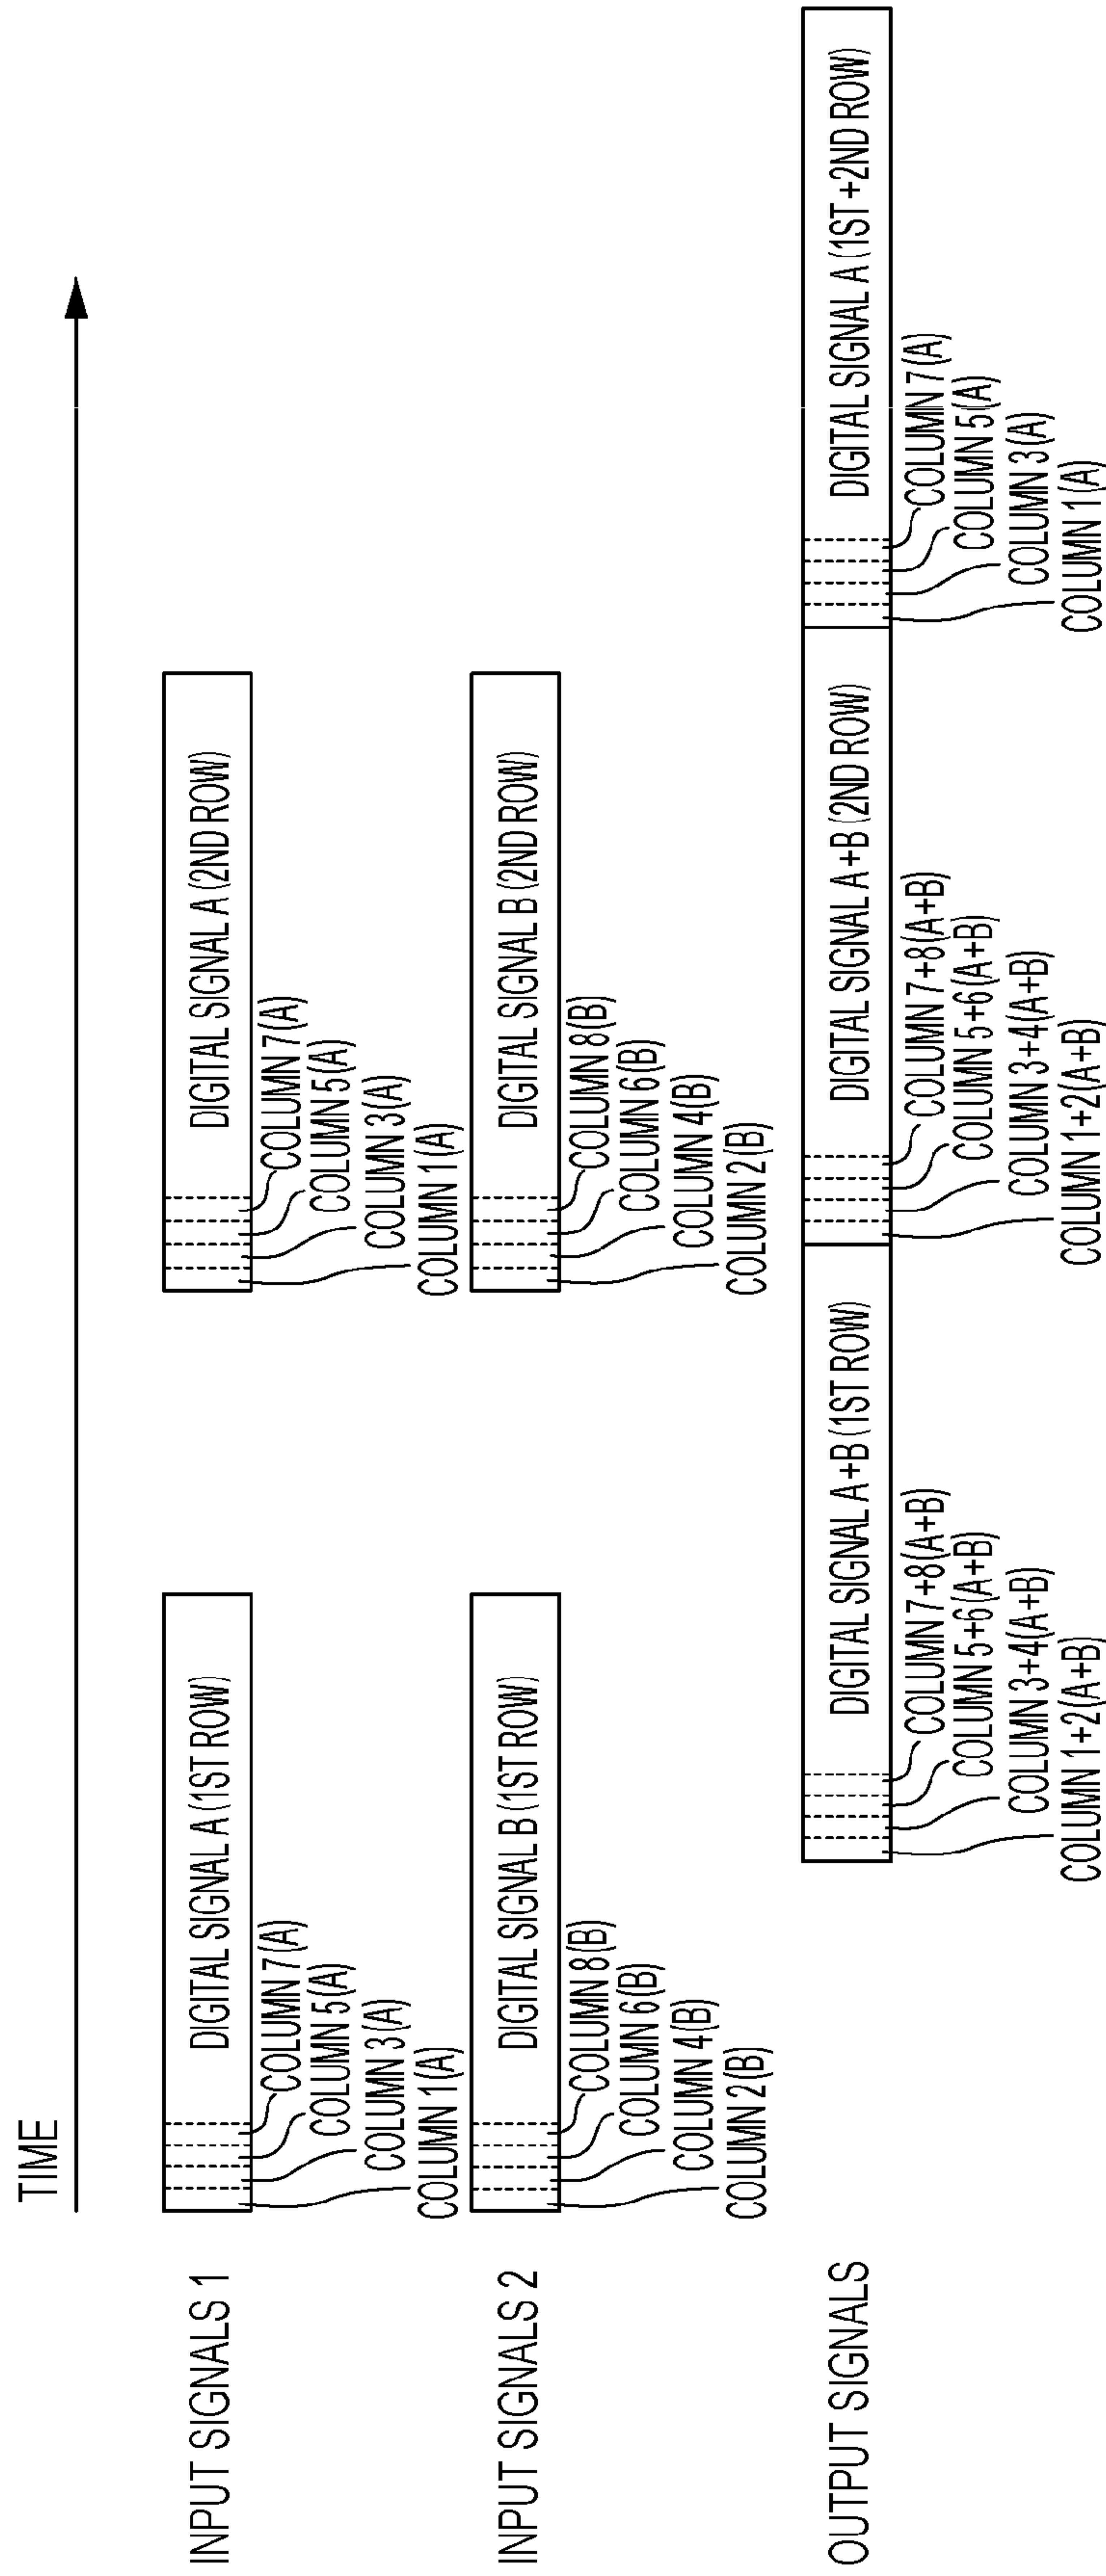 TIME
INPUT SIGNALS 1
DIGITAL SIGNAL A (1ST ROW)
COLUMN 7(A)
COLUMN 5(A)
COLUMN 3(A)
COLUMN 1(A)
DIGITAL SIGNAL A (2ND ROW)
COLUMN 7(A)
COLUMN 5(A)
COLUMN 3(A)
COLUMN 1(A)
INPUT SIGNALS 2
DIGITAL SIGNAL B (1ST ROW)
COLUMN 8(B)
COLUMN 6(B)
COLUMN 4(B)
COLUMN 2(B)
DIGITAL SIGNAL B (2ND ROW)
COLUMN 8(B)
COLUMN 6(B)
COLUMN 4(B)
COLUMN 2(B)
OUTPUT SIGNALS
DIGITAL SIGNAL A+B (1ST ROW)
COLUMN 7+8(A+B)
COLUMN 5+6(A+B)
COLUMN 3+4(A+B)
COLUMN 1+2(A+B)
DIGITAL SIGNAL A+B (2ND ROW)
COLUMN 7+8(A+B)
COLUMN 5+6(A+B)
COLUMN 3+4(A+B)
COLUMN 1+2(A+B)
DIGITAL SIGNAL A (1ST+2ND ROW)
COLUMN 7(A)
COLUMN 5(A)
COLUMN 3(A)
COLUMN 1(A)